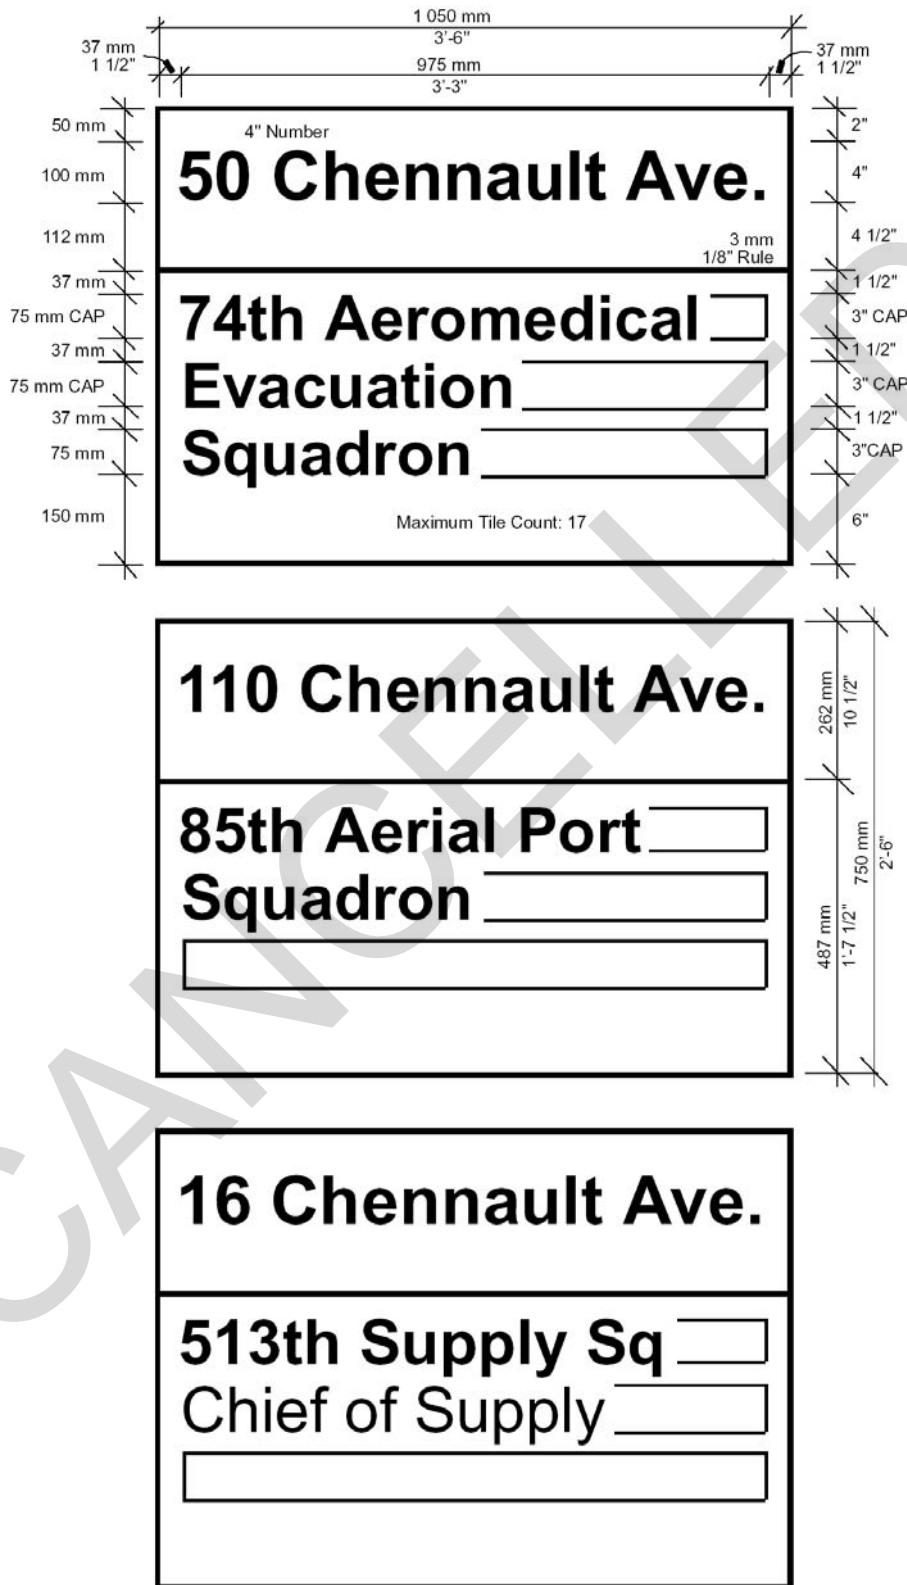 1 050 mm
3'-6"
37 mm
1 1/2"
975 mm
3'-3"
37 mm
1 1/2"
50 mm
4" Number
2"
100 mm
50 Chennault Ave.
4"
112 mm
3 mm
1/8" Rule
4 1/2"
37 mm
1 1/2"
75 mm CAP
74th Aeromedical
3" CAP
37 mm
1 1/2"
75 mm CAP
Evacuation
3" CAP
37 mm
1 1/2"
75 mm
Squadron
3"CAP
150 mm
Maximum Tile Count: 17
6"
110 Chennault Ave.
262 mm
10 1/2"
85th Aerial Port
Squadron
750 mm
2'-6"
487 mm
1'-7 1/2"
16 Chennault Ave.
513th Supply Sq
Chief of Supply
CANCELLED